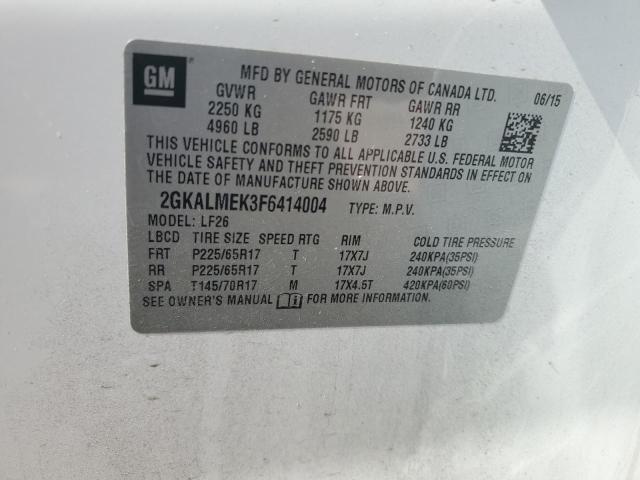 GM
MFD BY GENERAL MOTORS OF CANADA LTD.
06/15
GVWR GAWR FRT GAWR RR
2250 KG 1175 KG 1240 KG
4960 LB 2590 LB 2733 LB
THIS VEHICLE CONFORMS TO ALL APPLICABLE U.S. FEDERAL MOTOR
VEHICLE SAFETY AND THEFT PREVENTION STANDARDS IN EFFECT ON THE DATE
OF MANUFACTURE SHOWN ABOVE.
2GKALMEK3F6414004 TYPE: M.P.V.
MODEL: LF26
LBCD TIRE SIZE SPEED RTG RIM COLD TIRE PRESSURE
FRT P225/65R17 T 17X7J 240KPA(35PSI)
RR P225/65R17 T 17X7J 240KPA(35PSI)
SPA T145/70R17 M 17X4.5T 420KPA(60PSI)
SEE OWNER'S MANUAL FOR MORE INFORMATION.